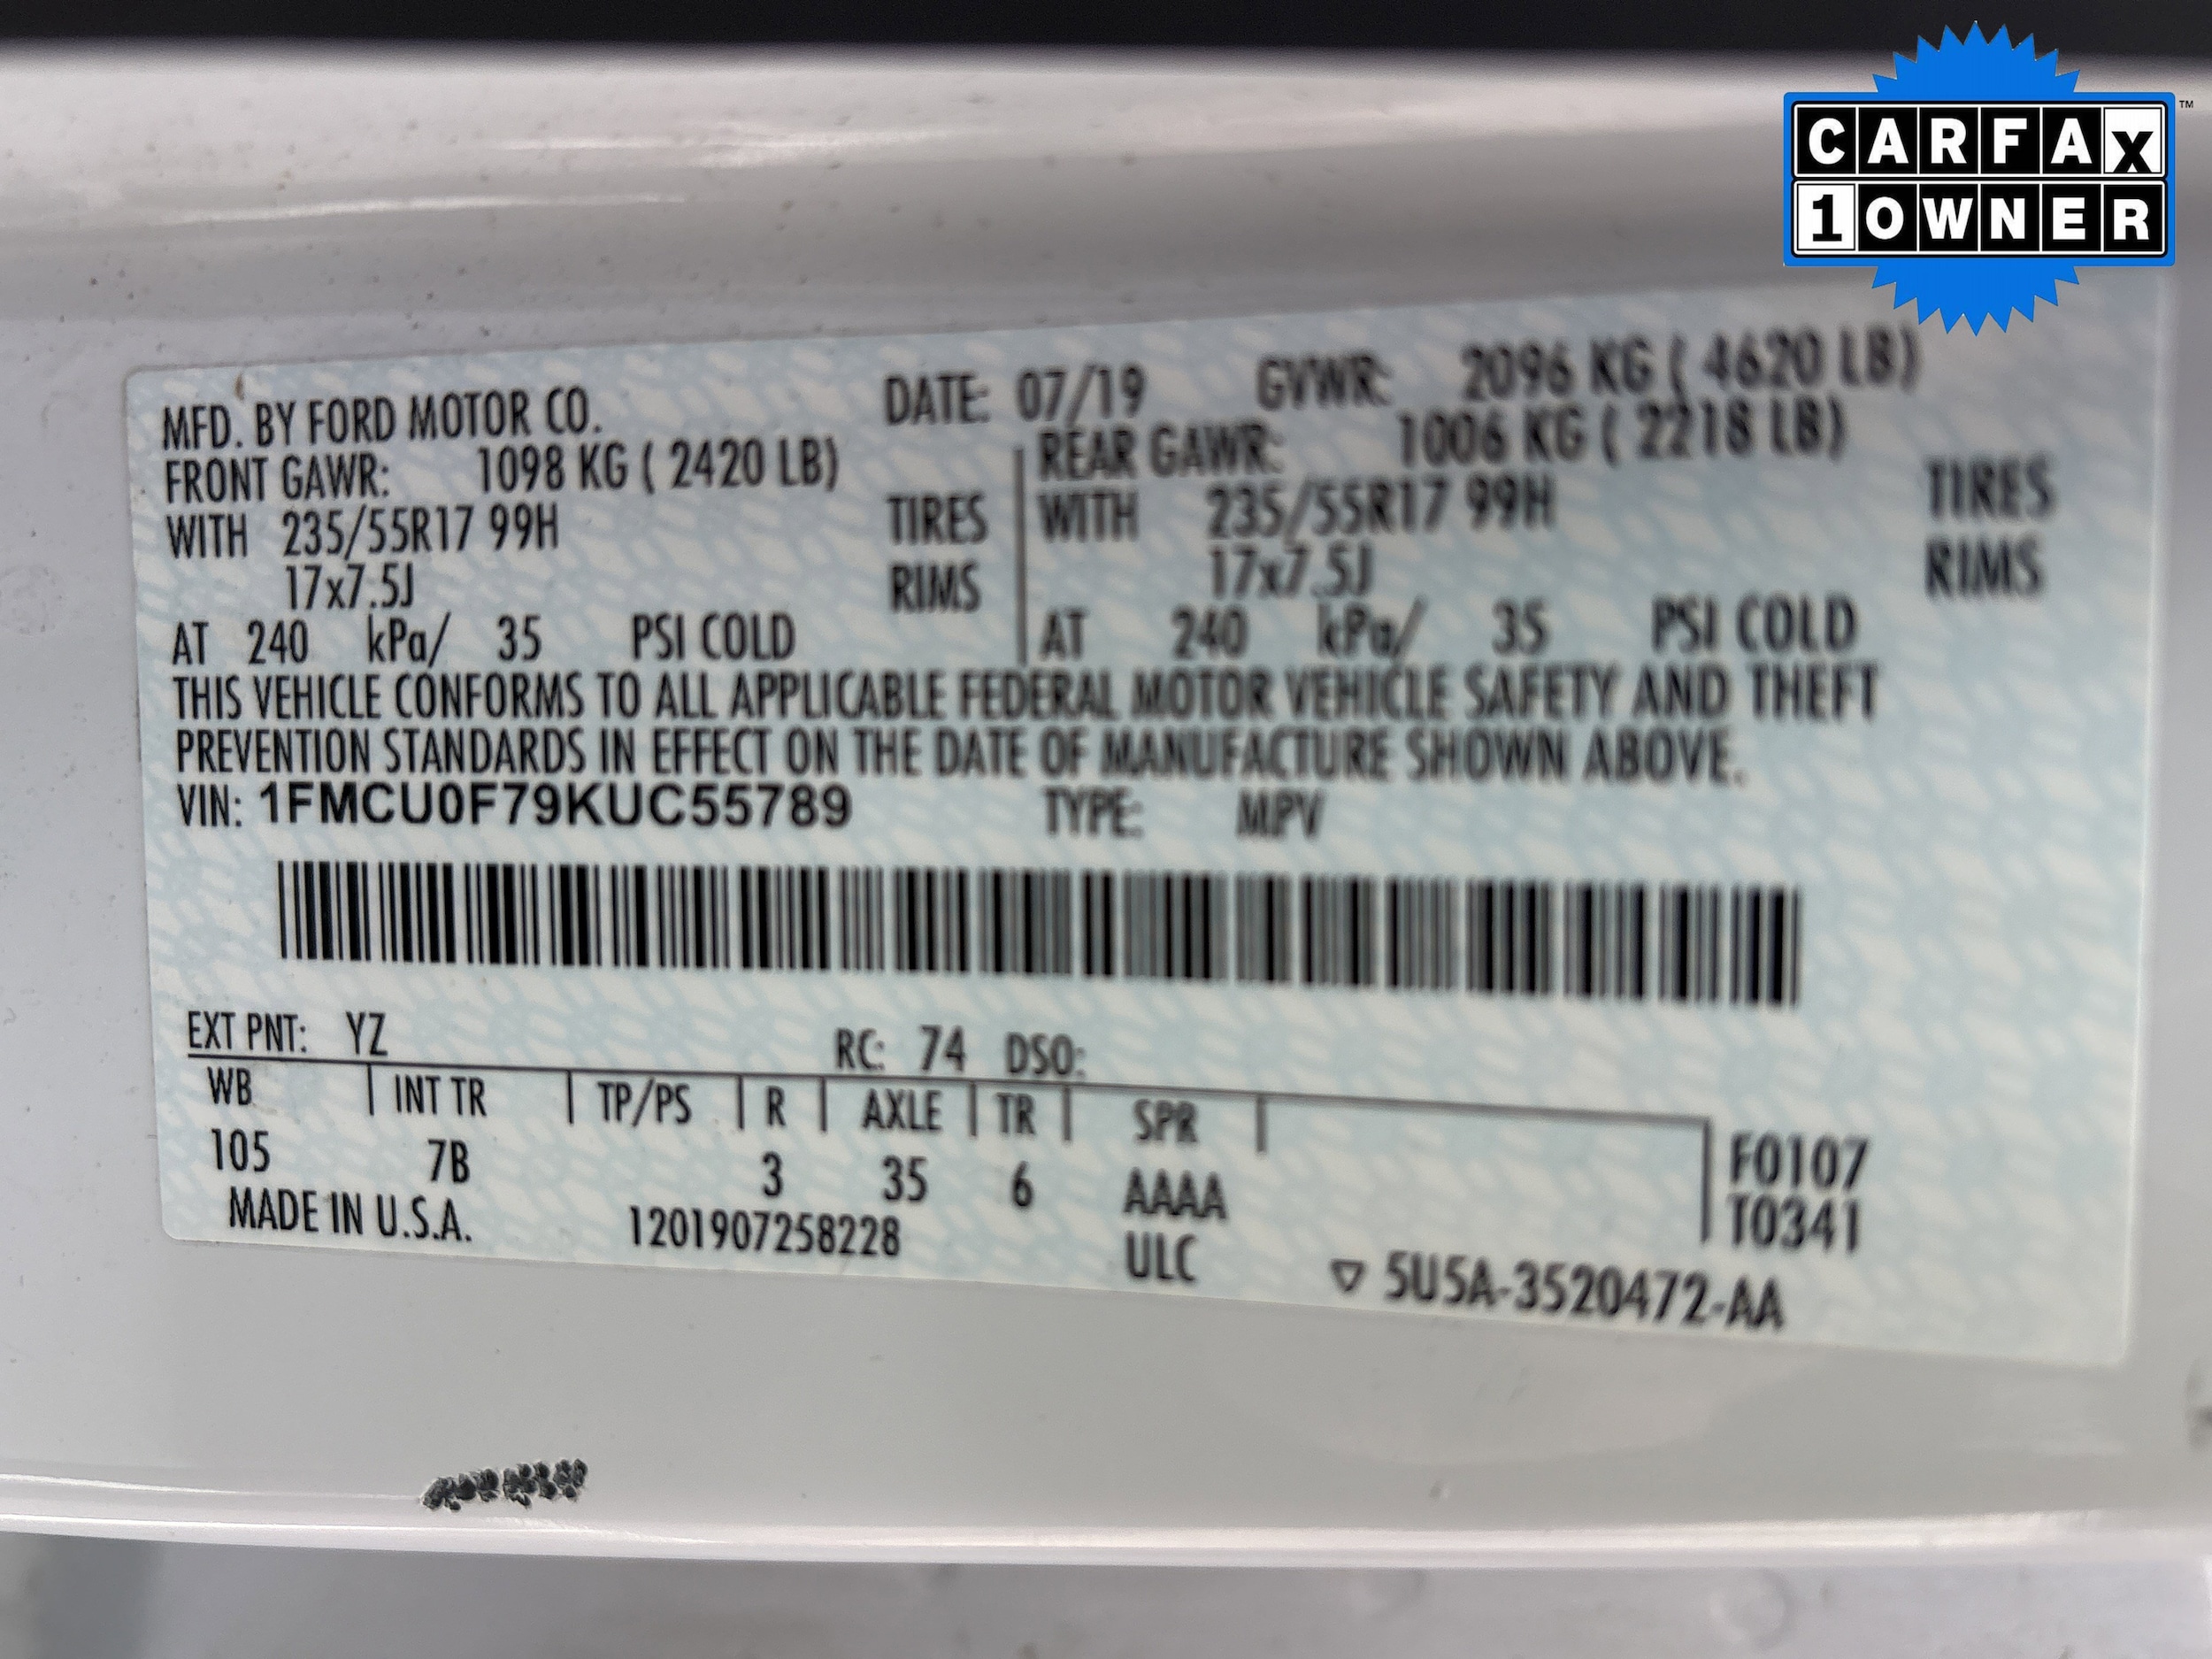 CARFAX
1 OWNER
TM
MFD. BY FORD MOTOR CO. DATE: 07/19 GVWR: 2096 KG ( 4620 LB)
FRONT GAWR: 1098 KG ( 2420 LB) REAR GAWR: 1006 KG ( 2218 LB)
WITH 235/55R17 99H TIRES WITH 235/55R17 99H TIRES
17x7.5J RIMS 17x7.5J RIMS
AT 240 kPa/ 35 PSI COLD AT 240 kPa/ 35 PSI COLD
THIS VEHICLE CONFORMS TO ALL APPLICABLE FEDERAL MOTOR VEHICLE SAFETY AND THEFT
PREVENTION STANDARDS IN EFFECT ON THE DATE OF MANUFACTURE SHOWN ABOVE.
VIN: 1FMCU0F79KUC55789 TYPE: MPV
EXT PNT: YZ RC: 74 DSO:
WB INT TR TP/PS R AXLE TR SPR
105 7B 3 35 6 AAAA F0107
MADE IN U.S.A. 1201907258228 ULC T0341
▽ 5U5A-3520472-AA